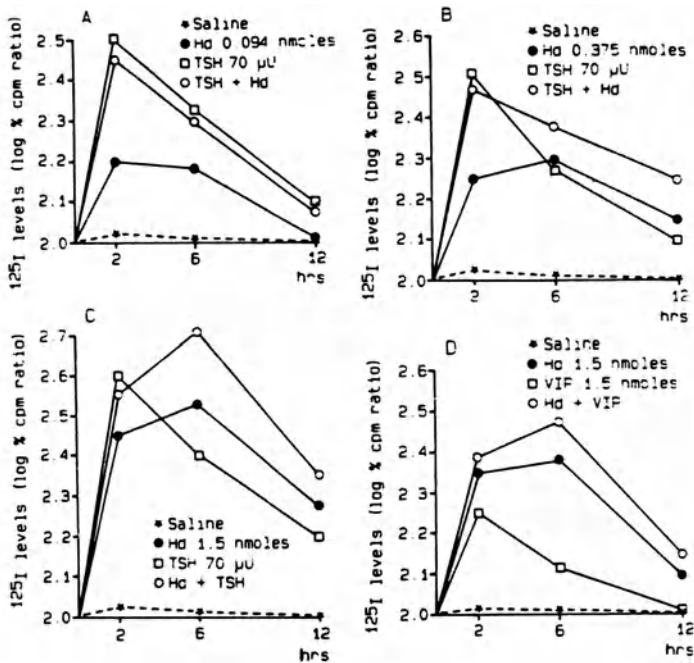 A
Saline
Hd 0.094 nmoles
TSH 70 µU
TSH + Hd
125I levels (log % cpm ratio)
2.5
2.4
2.3
2.2
2.1
2.0
2
6
12
hrs
B
Saline
Hd 0.375 nmoles
TSH 70 µU
TSH + Hd
125I levels (log % cpm ratio)
2.6
2.5
2.4
2.3
2.2
2.1
2.0
2
6
12
hrs
C
Saline
Hd 1.5 nmoles
TSH 70 µU
Hd + TSH
125I levels (log % cpm ratio)
2.7
2.6
2.5
2.4
2.3
2.2
2.1
2.0
2
6
12
hrs
D
Saline
Hd 1.5 nmoles
VIP 1.5 nmoles
Hd + VIP
125I levels (log % cpm ratio)
2.6
2.5
2.4
2.3
2.2
2.1
2.0
2
6
12
hrs